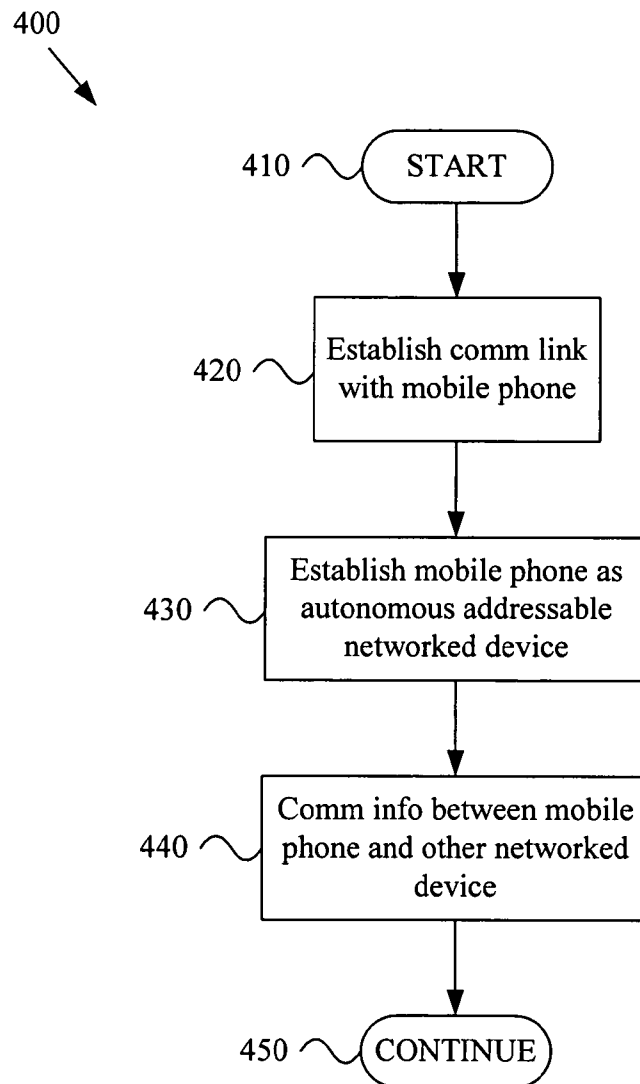 400
410
START
420
Establish comm link
with mobile phone
430
Establish mobile phone as
autonomous addressable
networked device
440
Comm info between mobile
phone and other networked
device
450
CONTINUE